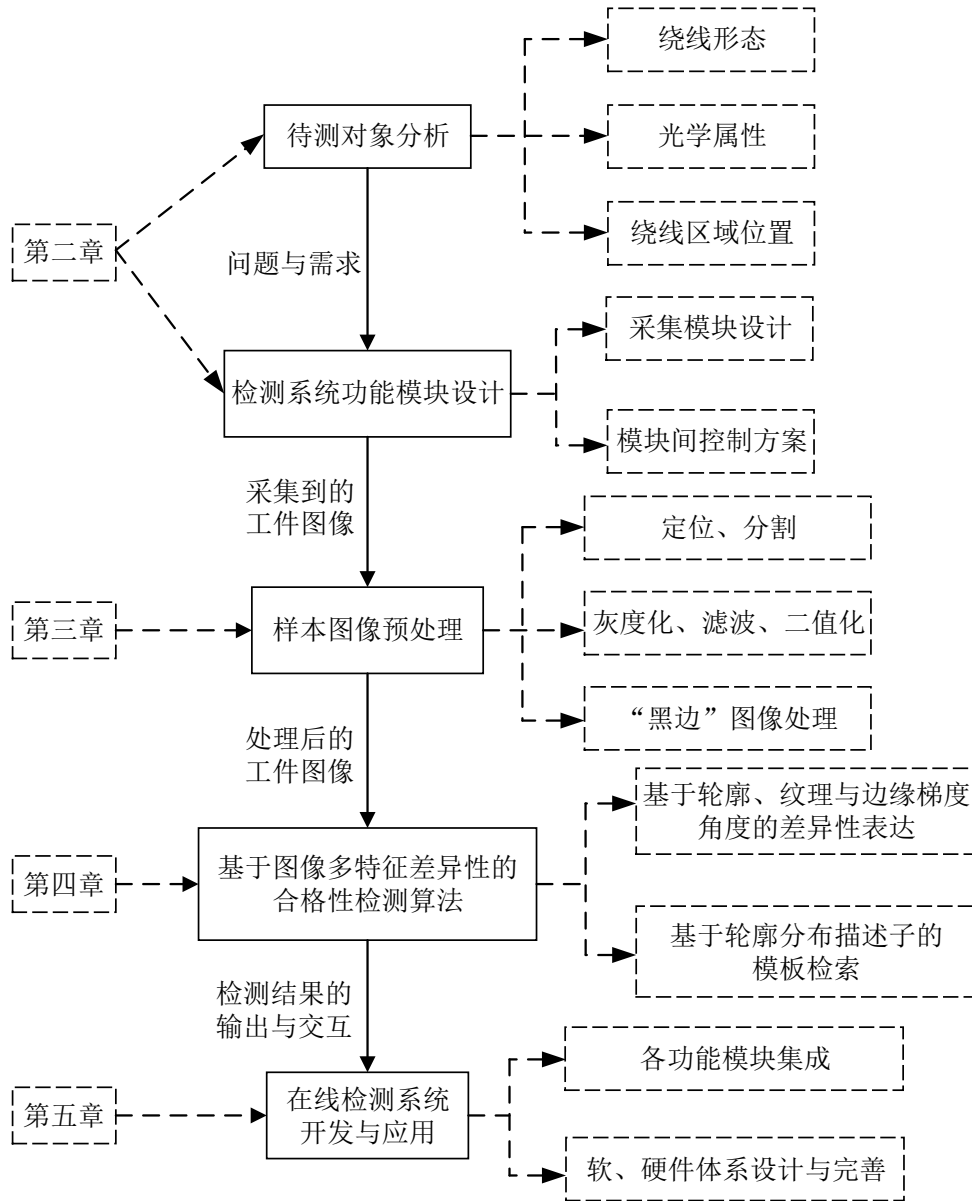 绕线形态
待测对象分析
光学属性
第二章
绕线区域位置
问题与需求
采集模块设计
检测系统功能模块设计
模块间控制方案
采集到的
工件图像
定位、分割
第三章
样本图像预处理
灰度化、滤波、二值化
“黑边”图像处理
处理后的
工件图像
基于轮廓、纹理与边缘梯度
角度的差异性表达
第四章
基于图像多特征差异性的
合格性检测算法
基于轮廓分布描述子的
模板检索
检测结果的
输出与交互
各功能模块集成
第五章
在线检测系统
开发与应用
软、硬件体系设计与完善